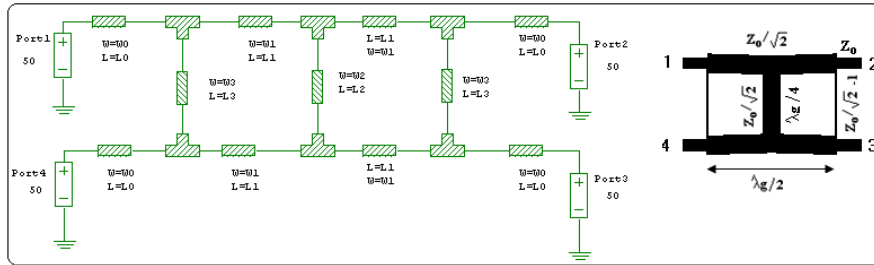 Port1
50
W=W0
L=L0
W=W1
L=L1
L=L1
W=W1
W=W0
L=L0
Port2
50
W=W3
L=L3
W=W2
L=L2
W=W3
L=L3
Port4
50
W=W0
L=L0
W=W1
L=L1
L=L1
W=W1
W=W0
L=L0
Port3
50
Z₀/√2
Z₀
1
2
Z₀/√2
λg/4
Z₀/√2 -1
4
3
λg/2